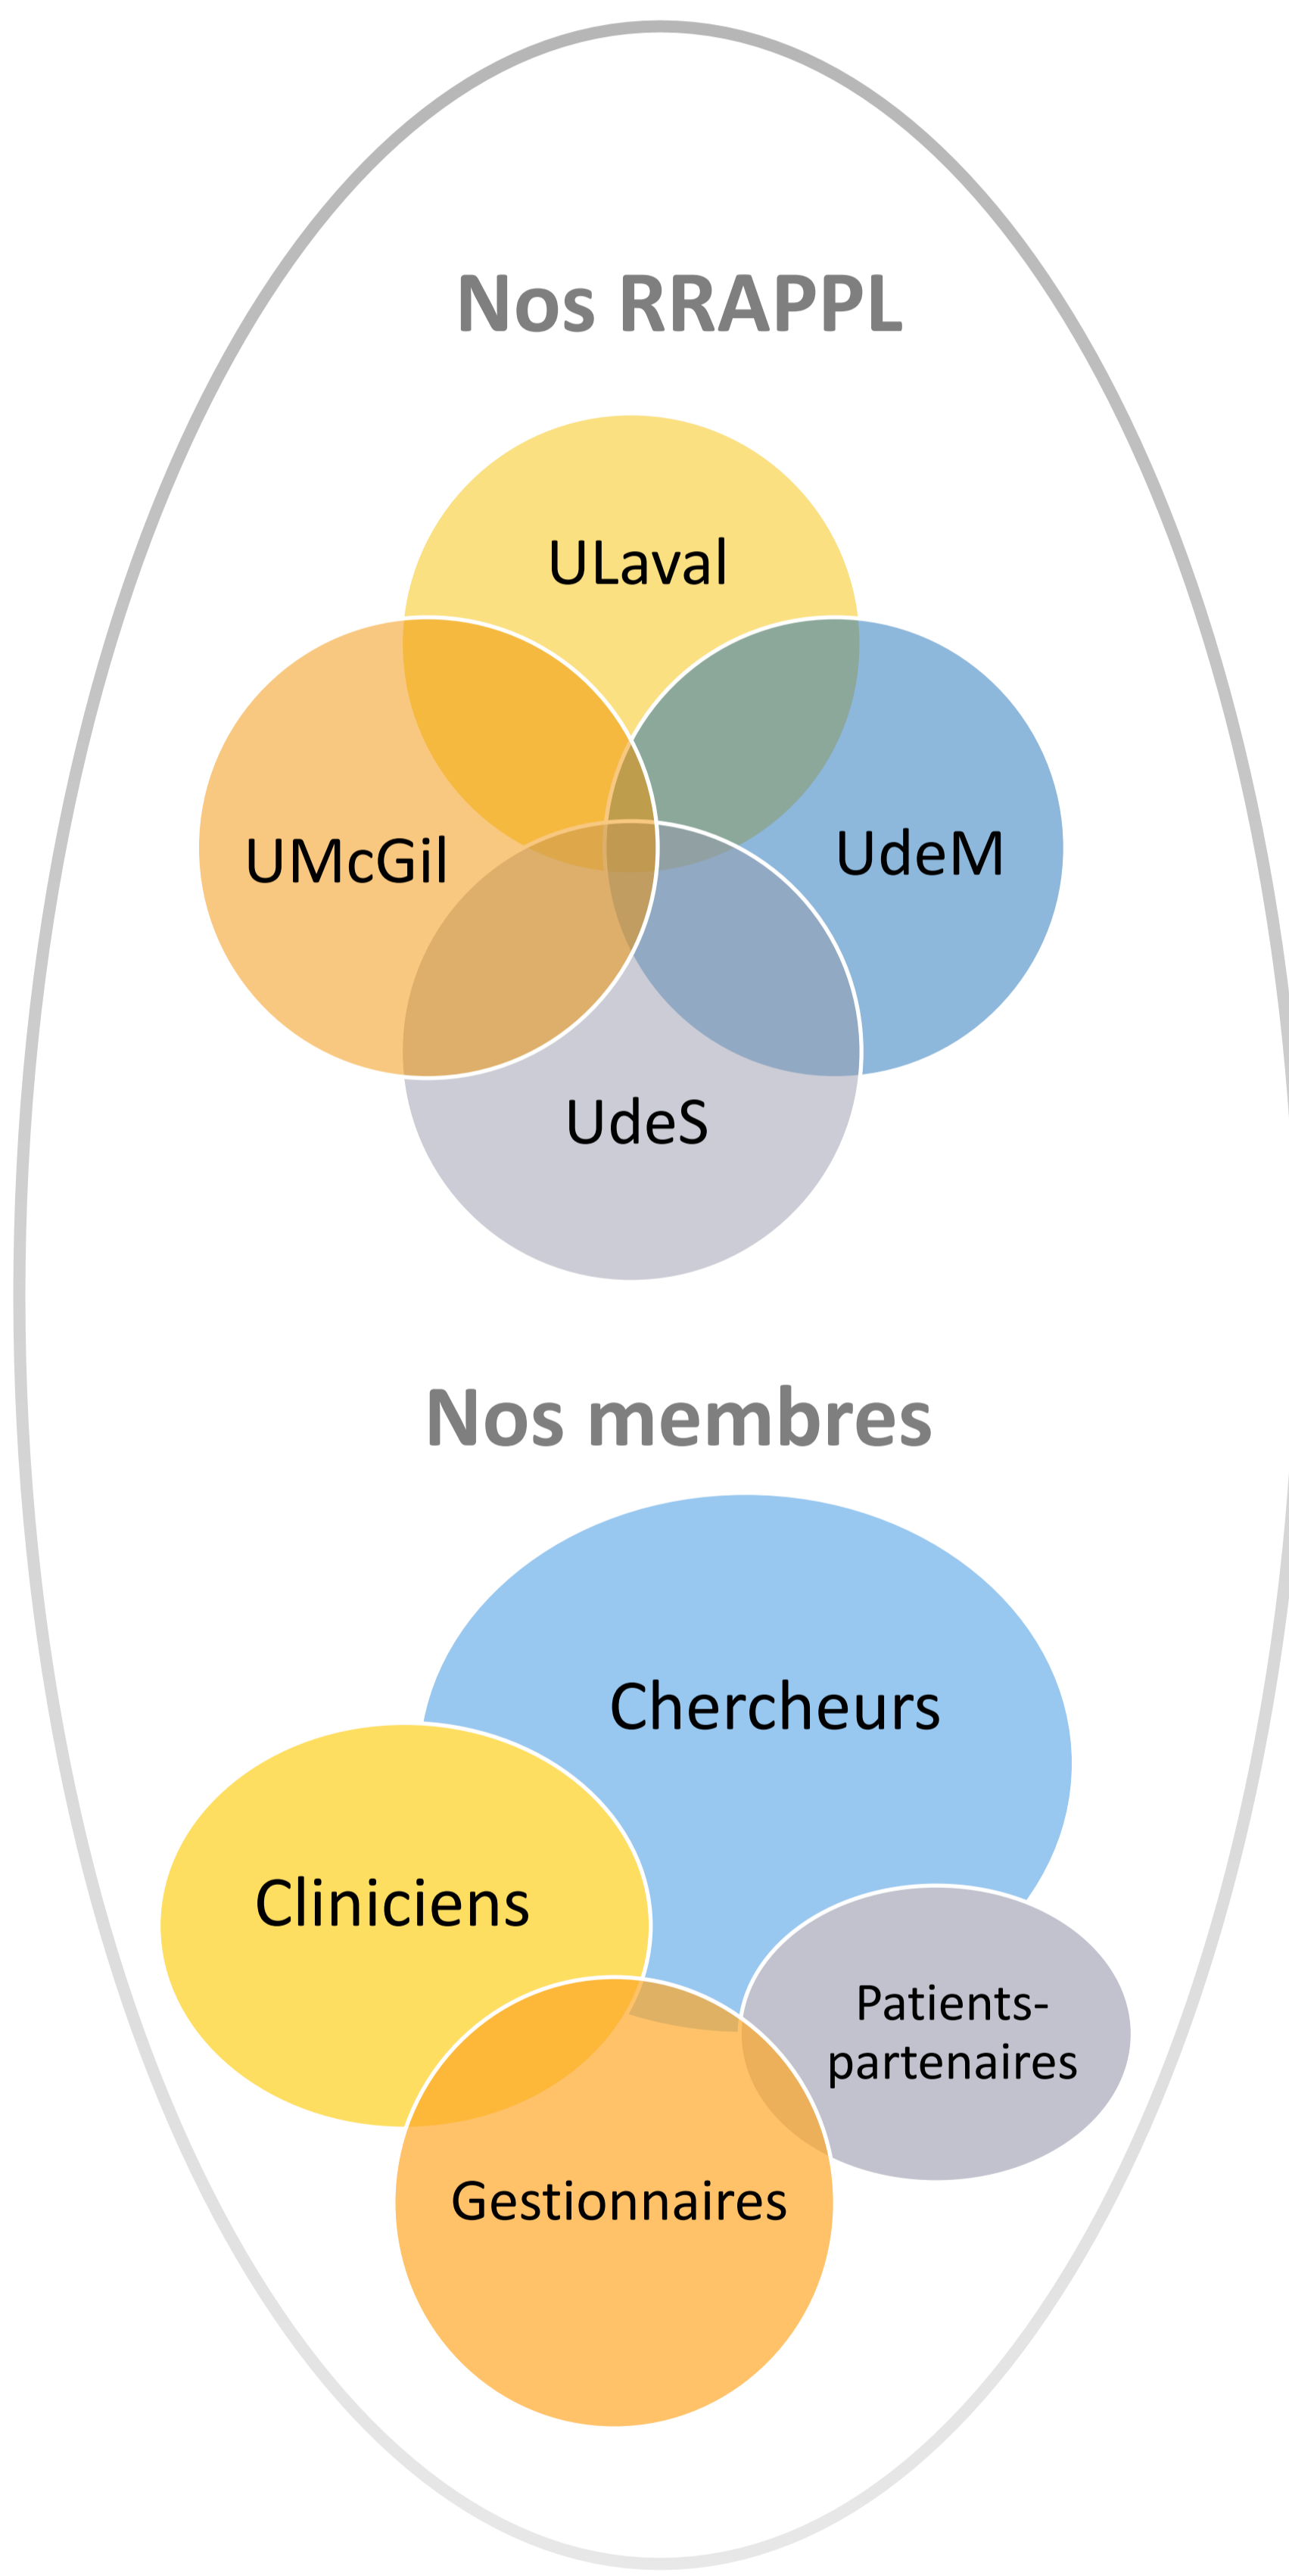 Nos RRAPPL
ULaval
UMcGil
UdeM
UdeS
Nos membres
Chercheurs
Cliniciens
Patients-
partenaires
Gestionnaires